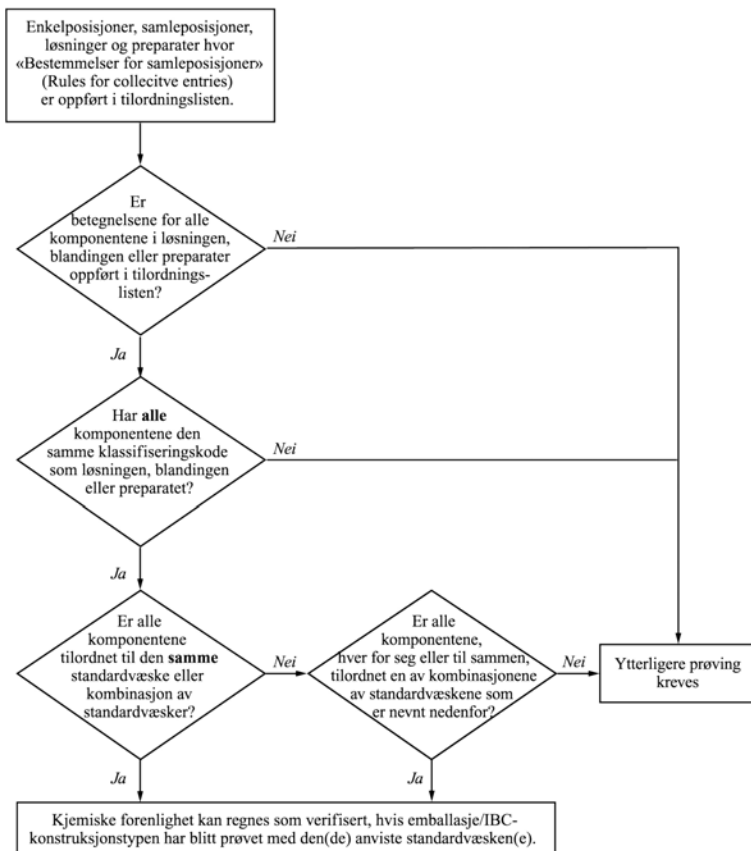 Enkelposisjoner, samleposisjoner,
løsninger og preparater hvor
«Bestemmelser for samleposisjoner»
(Rules for collecitve entries)
er oppført i tilordningslisten.
Er
betegnelsene for alle
komponentene i løsningen,
blandingen eller preparater
oppført i tilordnings-
listen?
Nei
Ja
Har alle
komponentene den
samme klassifiseringskode
som løsningen, blandingen
eller preparatet?
Nei
Ja
Er alle
komponentene
tilordnet til den samme
standardvæske eller
kombinasjon av
standardvæsker?
Nei
Er alle
komponentene,
hver for seg eller til sammen,
tilordnet en av kombinasjonene
av standardvæskene som
er nevnt nedenfor?
Nei
Ytterligere prøving
kreves
Ja
Ja
Kjemiske forenlighet kan regnes som verifisert, hvis emballasje/IBC-
konstruksjonstypen har blitt prøvet med den(de) anviste standardvæsken(e).